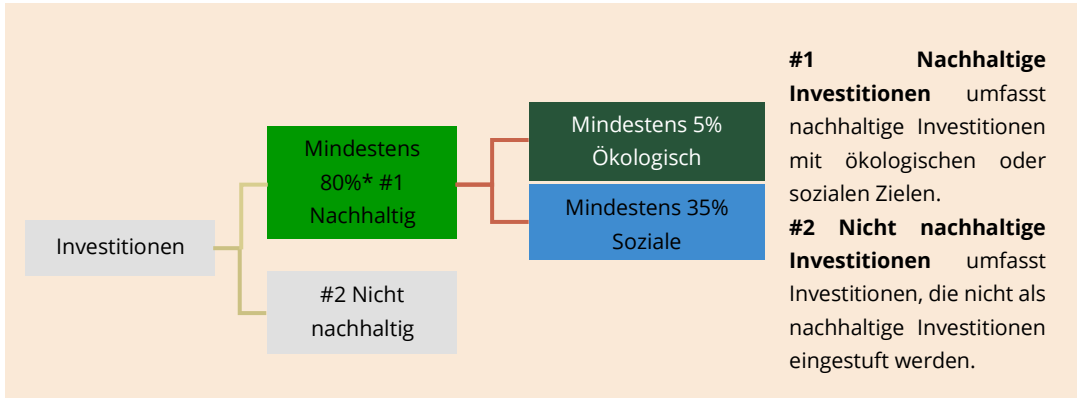 Investitionen
Mindestens
80%* #1
Nachhaltig
#2 Nicht
nachhaltig
Mindestens 5%
Ökologisch
Mindestens 35%
Soziale
#1 Nachhaltige
Investitionen umfasst
nachhaltige Investitionen
mit ökologischen oder
sozialen Zielen.
#2 Nicht nachhaltige
Investitionen umfasst
Investitionen, die nicht als
nachhaltige Investitionen
eingestuft werden.